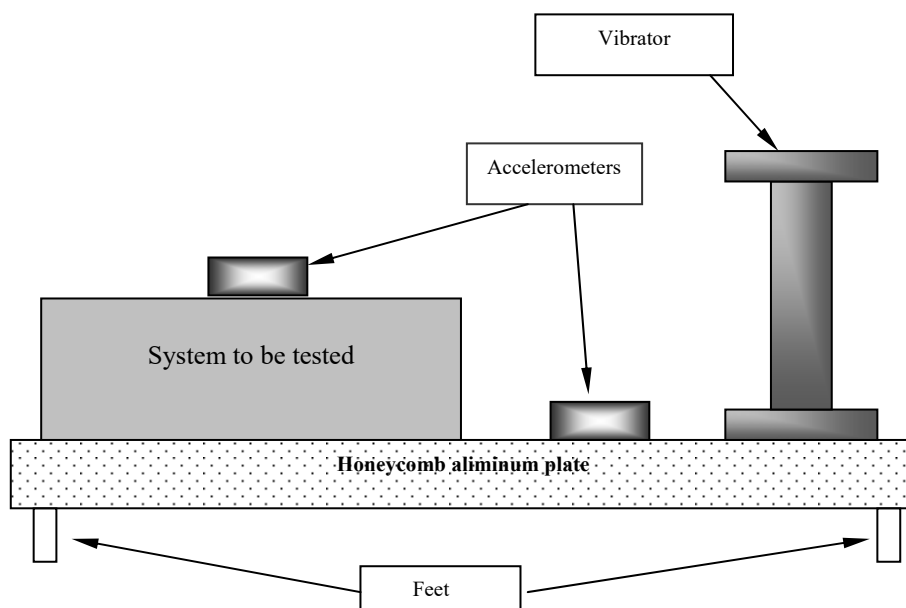 Vibrator
Accelerometers
System to be tested
Honeycomb aliminum plate
Feet